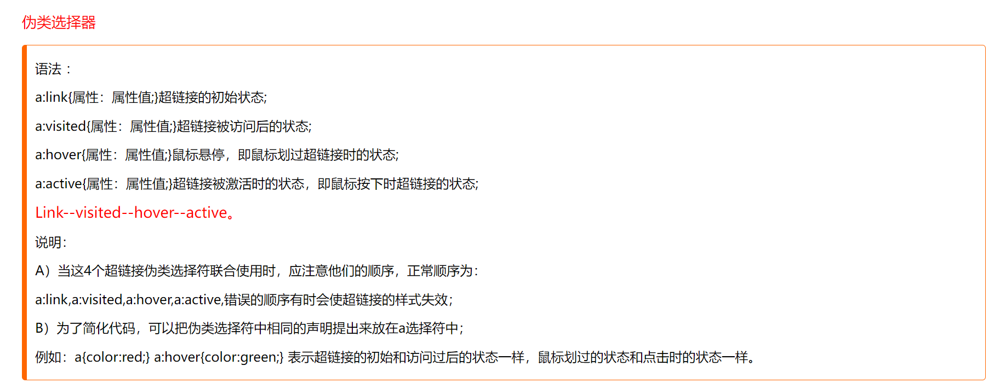 伪类选择器
语法 ：
a:link{属性：属性值;}超链接的初始状态;
a:visited{属性：属性值;}超链接被访问后的状态;
a:hover{属性：属性值;}鼠标悬停，即鼠标划过超链接时的状态;
a:active{属性：属性值;}超链接被激活时的状态，即鼠标按下时超链接的状态;
Link--visited--hover--active。
说明：
A）当这4个超链接伪类选择符联合使用时，应注意他们的顺序，正常顺序为：
a:link,a:visited,a:hover,a:active,错误的顺序有时会使超链接的样式失效；
B）为了简化代码，可以把伪类选择符中相同的声明提出来放在a选择符中；
例如：a{color:red;} a:hover{color:green;} 表示超链接的初始和访问过后的状态一样，鼠标划过的状态和点击时的状态一样。